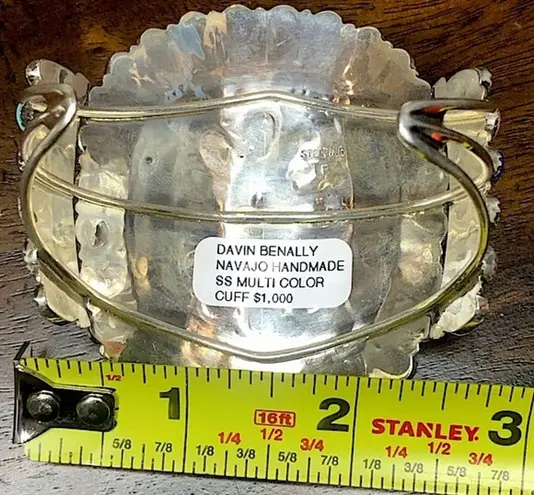 STERLING
DAVIN BENALLY
NAVAJO HANDMADE
SS MULTI COLOR
CUFF $1,000
1/2
1 16ft 2 STANLEY. 3
1/4 1/2 3/4 1/4 1/2 3/4
5/8 7/8 1/8 3/8 5/8 7/8 1/8 3/8 5/8 7/8